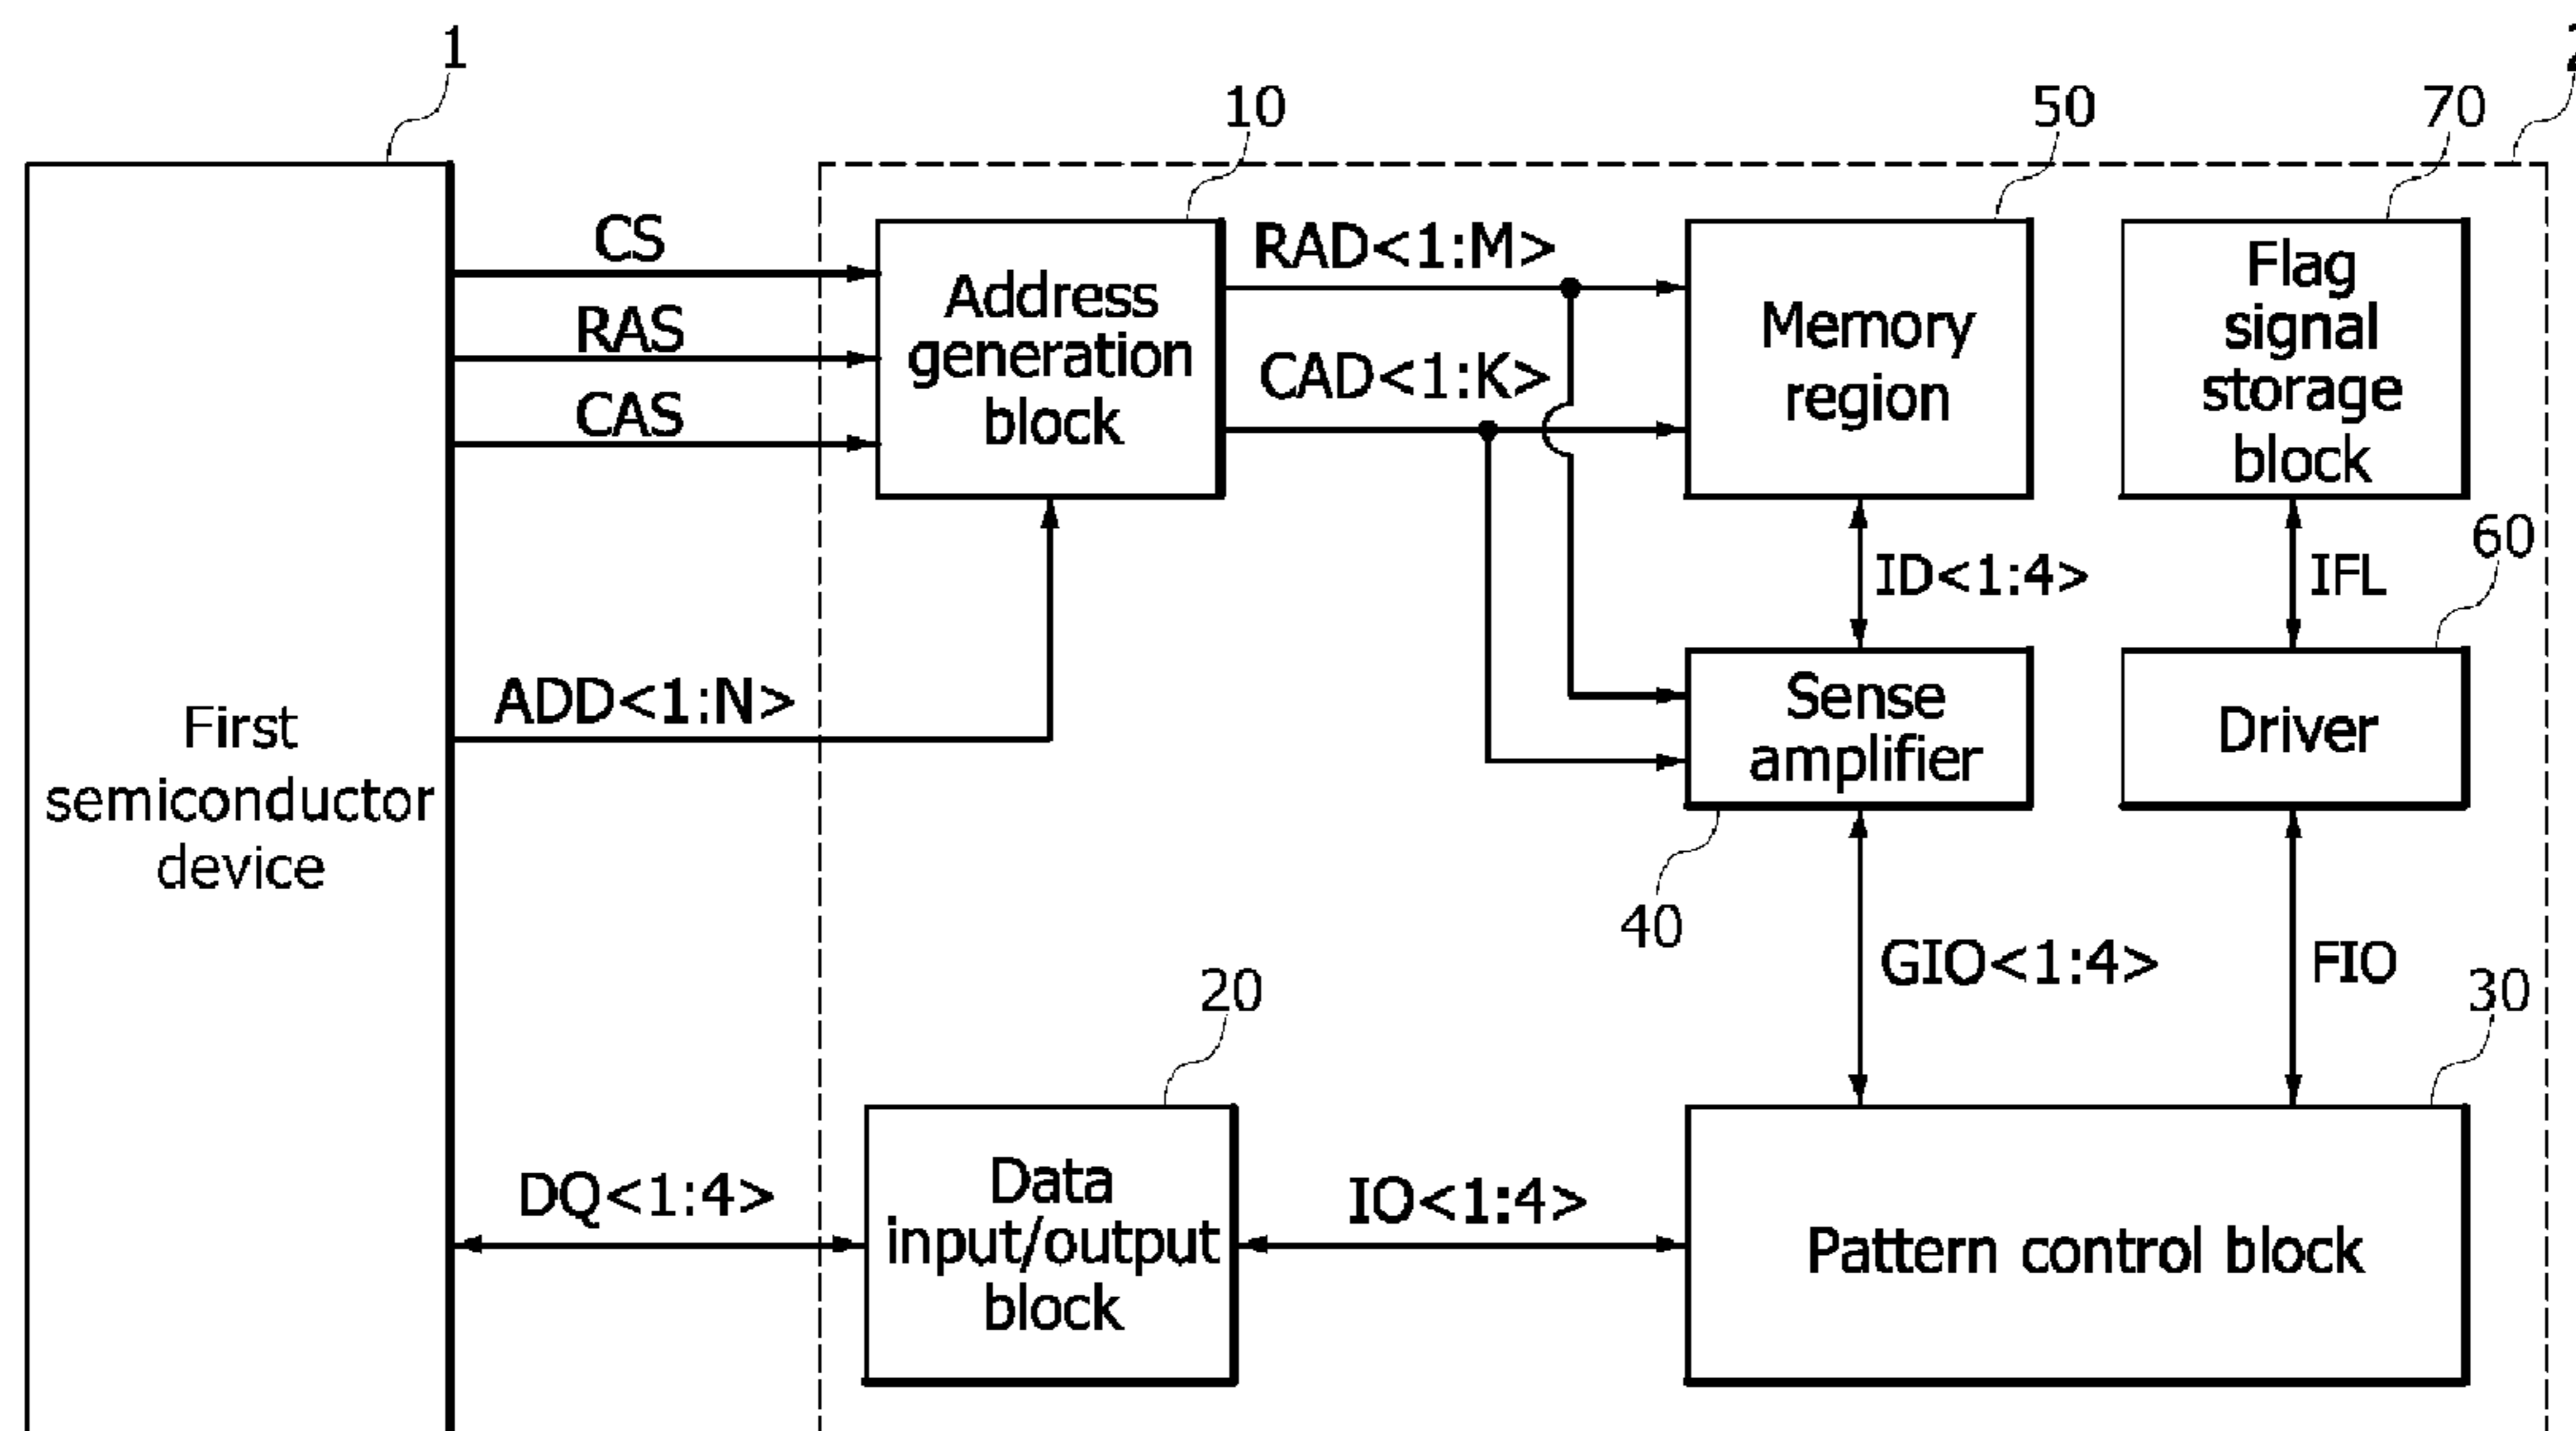 1
10
50
70
CS
RAS
CAS
ADD<1:N>
First
semiconductor
device
Address
generation
block
RAD<1:M>
CAD<1:K>
Memory
region
Flag
signal
storage
block
ID<1:4>
IFL
60
Sense
amplifier
Driver
40
GIO<1:4>
FIO
20
30
DQ<1:4>
Data
input/output
block
IO<1:4>
Pattern control block